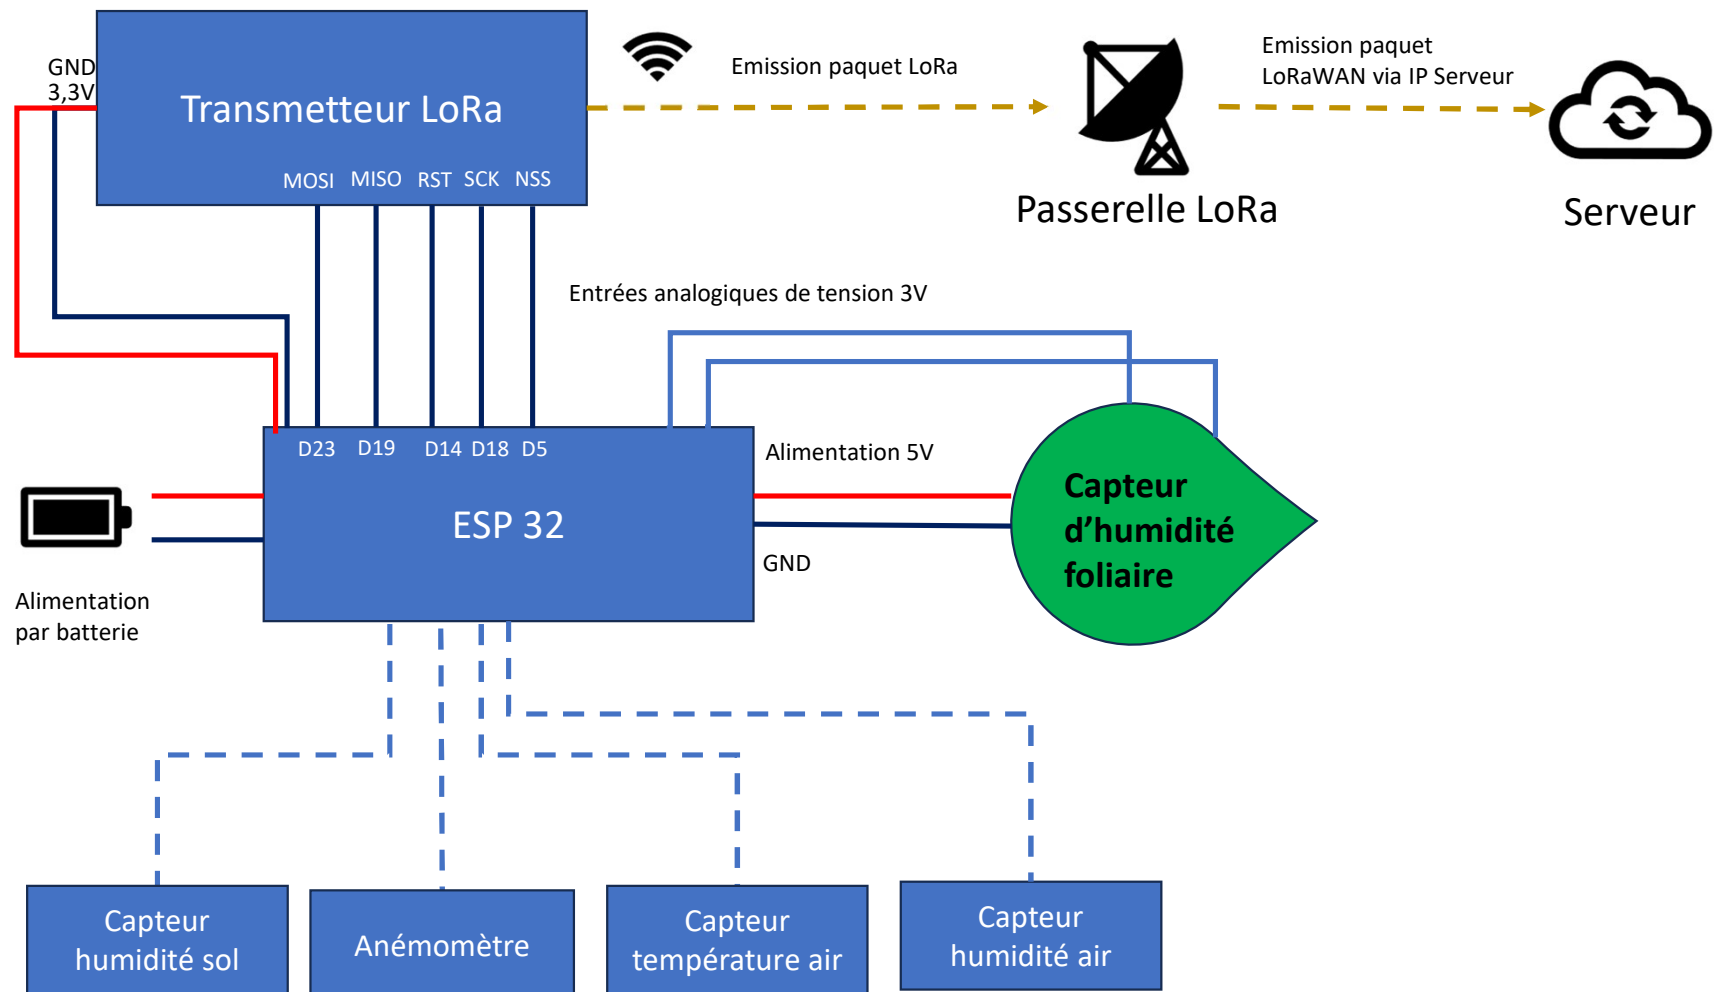 GND
3,3V
Transmetteur LoRa
MOSI MISO RST SCK NSS
Emission paquet LoRa
Emission paquet
LoRaWAN via IP Serveur
Passerelle LoRa
Serveur
Entrées analogiques de tension 3V
D23 D19 D14 D18 D5
ESP 32
Alimentation 5V
GND
Capteur
d’humidité
foliaire
Alimentation
par batterie
Capteur
humidité sol
Anémomètre
Capteur
température air
Capteur
humidité air